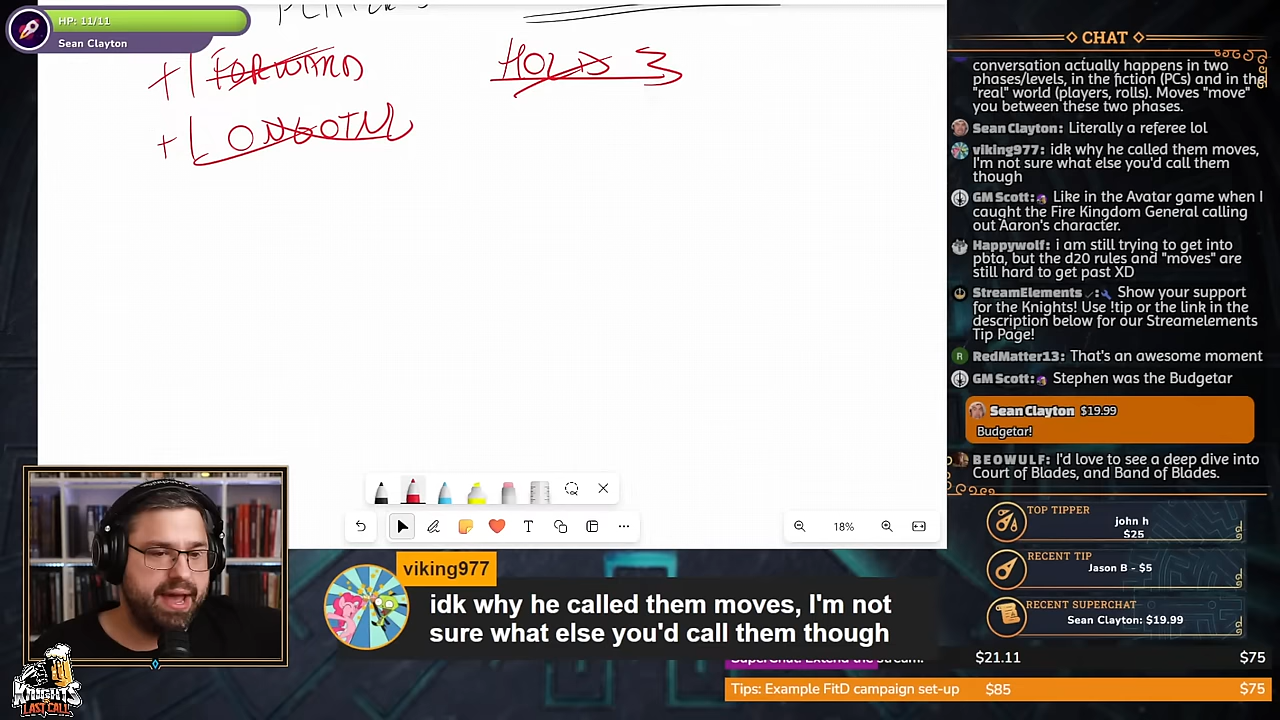 HP: 11/11
Sean Clayton
+1 FORWARD
HOLD 3
+1 ONGOING
CHAT
conversation actually happens in two
phases/levels, in the fiction (PCs) and in the
"real" world (players, rolls). Moves "move"
you between these two phases.
Sean Clayton: Literally a referee lol
viking977: idk why he called them moves,
I'm not sure what else you'd call them
though
GM Scott: Like in the Avatar game when I
caught the Fire Kingdom General calling
out Aaron's character.
Happywolf: i am still trying to get into
pbta, but the d20 rules and "moves" are
still hard to get past XD
StreamElements: Show your support
for the Knights! Use !tip or the link in the
description below for our Streamelements
Tip Page!
R RedMatter13: That's an awesome moment
GM Scott: Stephen was the Budgetar
Sean Clayton $19.99
Budgetar!
BEOWULF: I'd love to see a deep dive into
Court of Blades, and Band of Blades.
TOP TIPPER
john h
$25
RECENT TIP
Jason B - $5
RECENT SUPERCHAT
Sean Clayton: $19.99
T
18%
viking977
idk why he called them moves, I'm not
sure what else you'd call them though
SuperChat: Extend the stream! $21.11 $75
Tips: Example FitD campaign set-up $85 $75
KNIGHTS
OF
LAST CALL